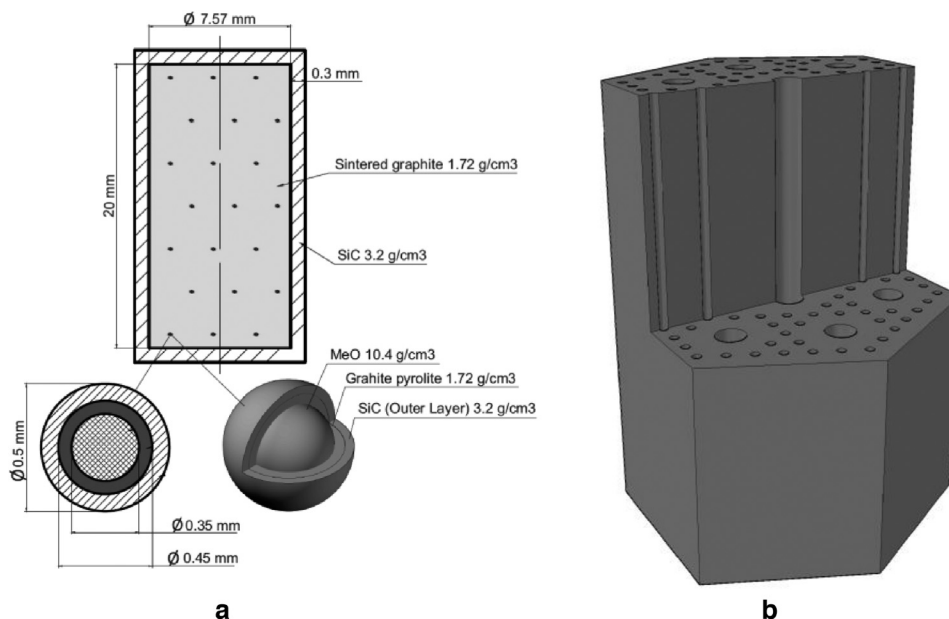 Ø 7.57 mm
0.3 mm
Sintered graphite 1.72 g/cm3
20 mm
SiC 3.2 g/cm3
MeO 10.4 g/cm3
Grahite pyrolite 1.72 g/cm3
SiC (Outer Layer) 3.2 g/cm3
Ø0.5 mm
Ø0.35 mm
Ø 0.45 mm
a
b